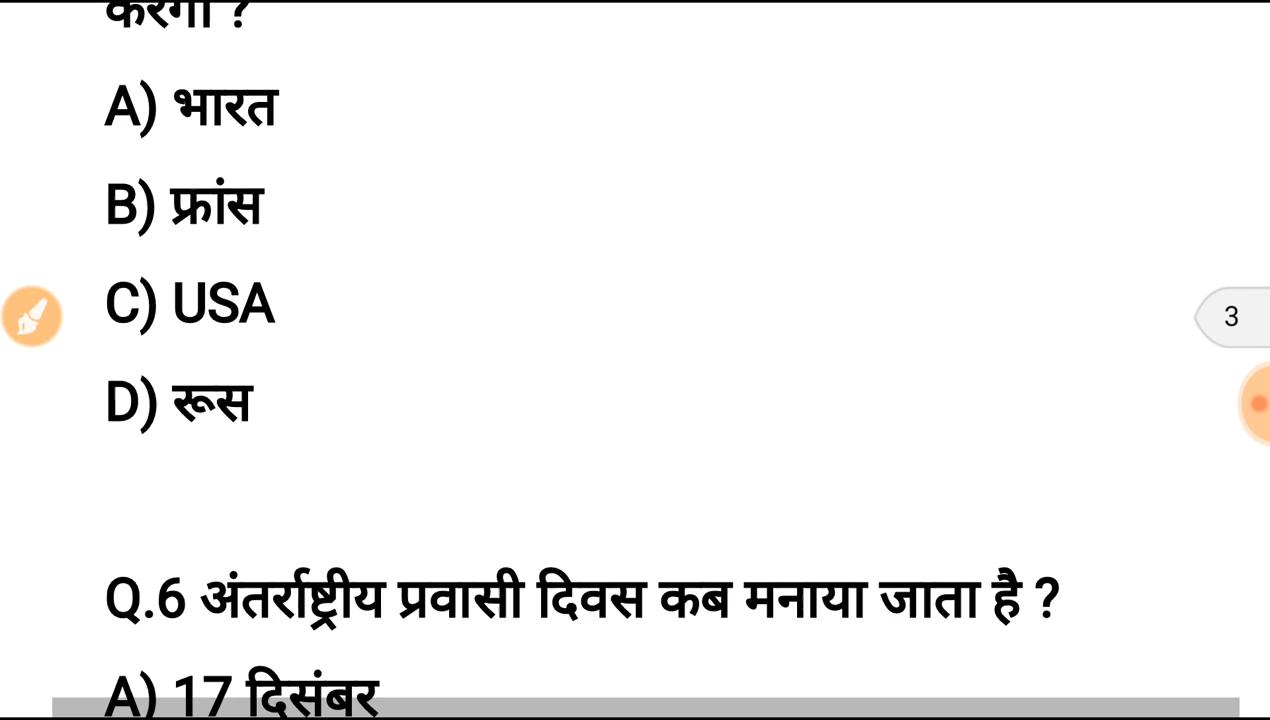 करेगा ?
A) भारत
B) फ्रांस
C) USA
3
D) रूस
Q.6 अंतर्राष्ट्रीय प्रवासी दिवस कब मनाया जाता है ?
A) 17 दिसंबर